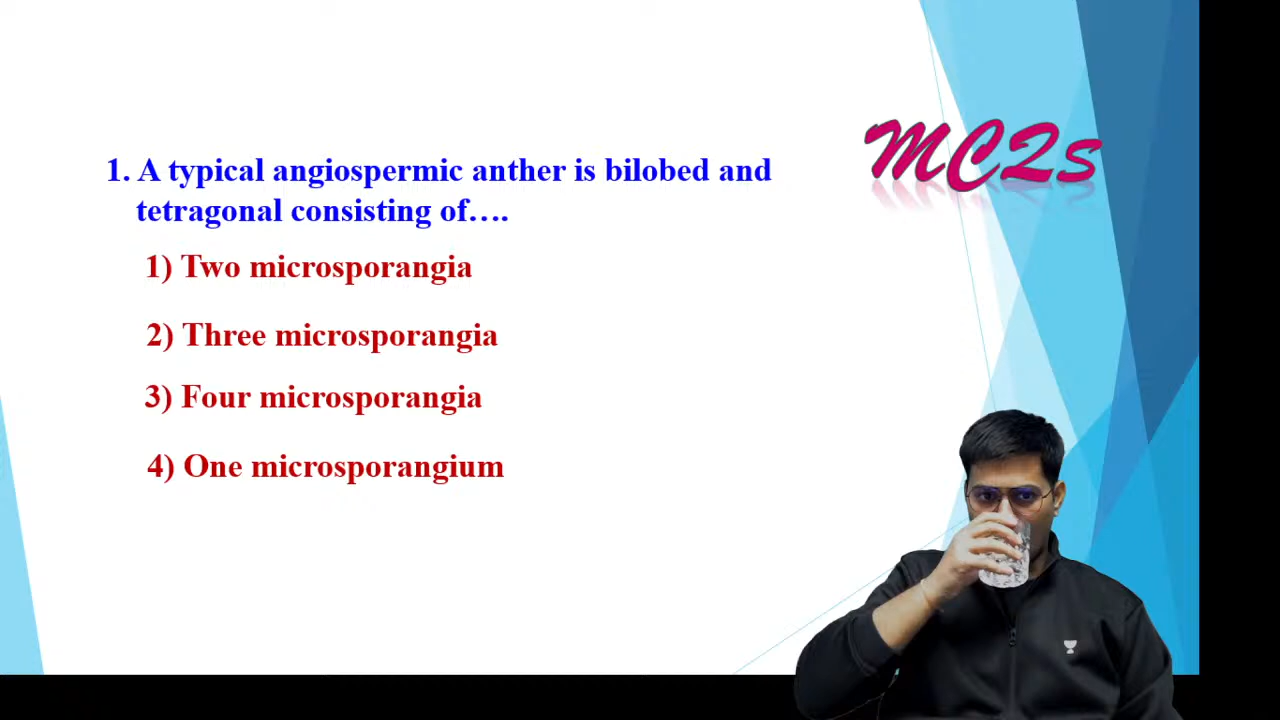 MCQs
1. A typical angiospermic anther is bilobed and
tetragonal consisting of….
1) Two microsporangia
2) Three microsporangia
3) Four microsporangia
4) One microsporangium